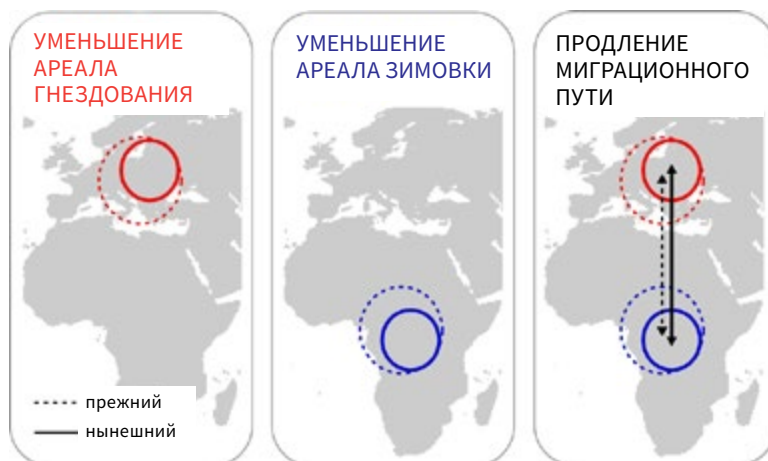 УМЕНЬШЕНИЕ
АРЕАЛА
ГНЕЗДОВАНИЯ
прежний
нынешний
УМЕНЬШЕНИЕ
АРЕАЛА ЗИМОВКИ
ПРОДЛЕНИЕ
МИГРАЦИОННОГО
ПУТИ